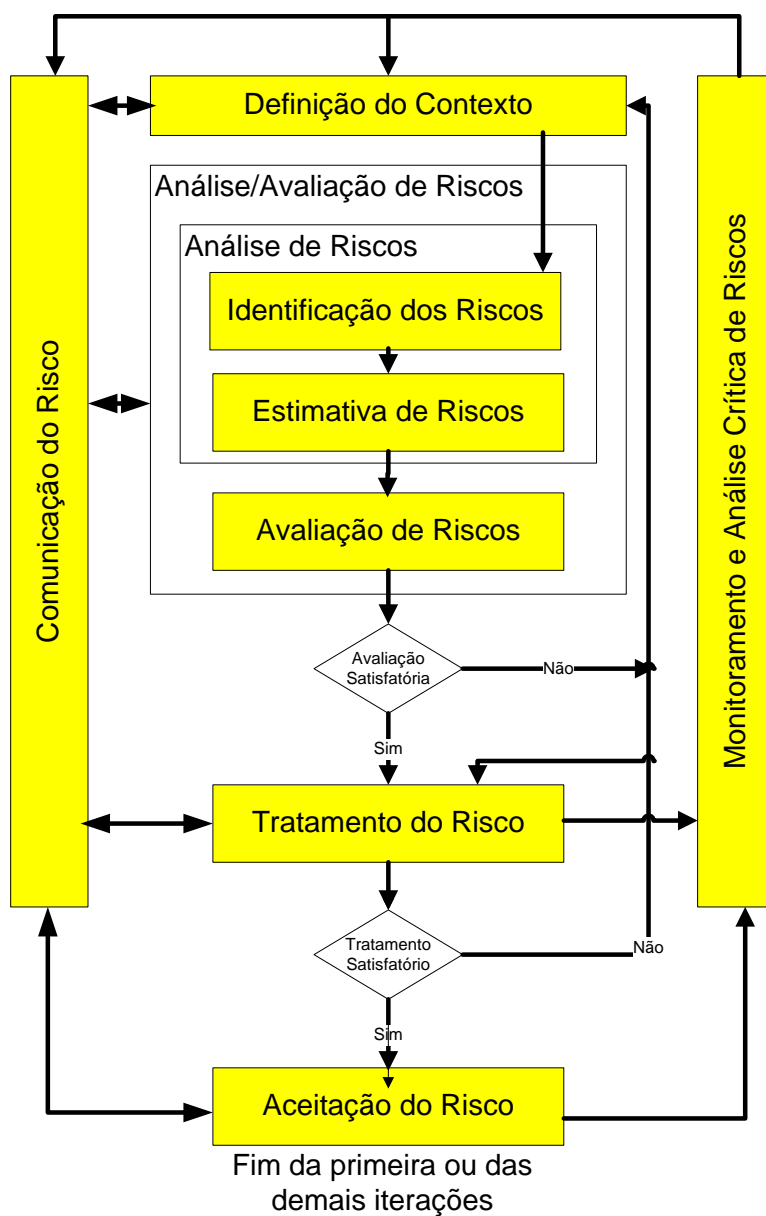 Definição do Contexto
Análise/Avaliação de Riscos
Análise de Riscos
Identificação dos Riscos
Estimativa de Riscos
Avaliação de Riscos
Comunicação do Risco
Monitoramento e Análise Crítica de Riscos
Avaliação
Satisfatória
Não
Sim
Tratamento do Risco
Tratamento
Satisfatório
Não
Sim
Aceitação do Risco
Fim da primeira ou das
demais iterações